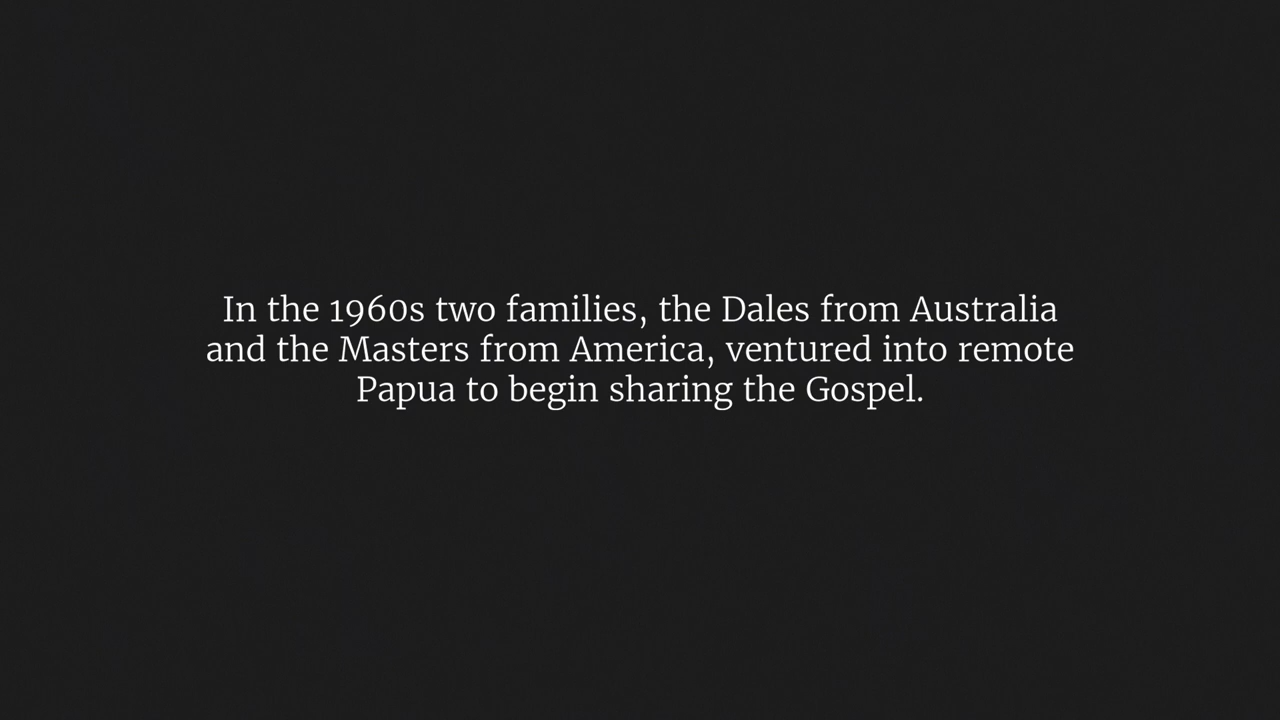 In the 1960s two families, the Dales from Australia
and the Masters from America, ventured into remote
Papua to begin sharing the Gospel.